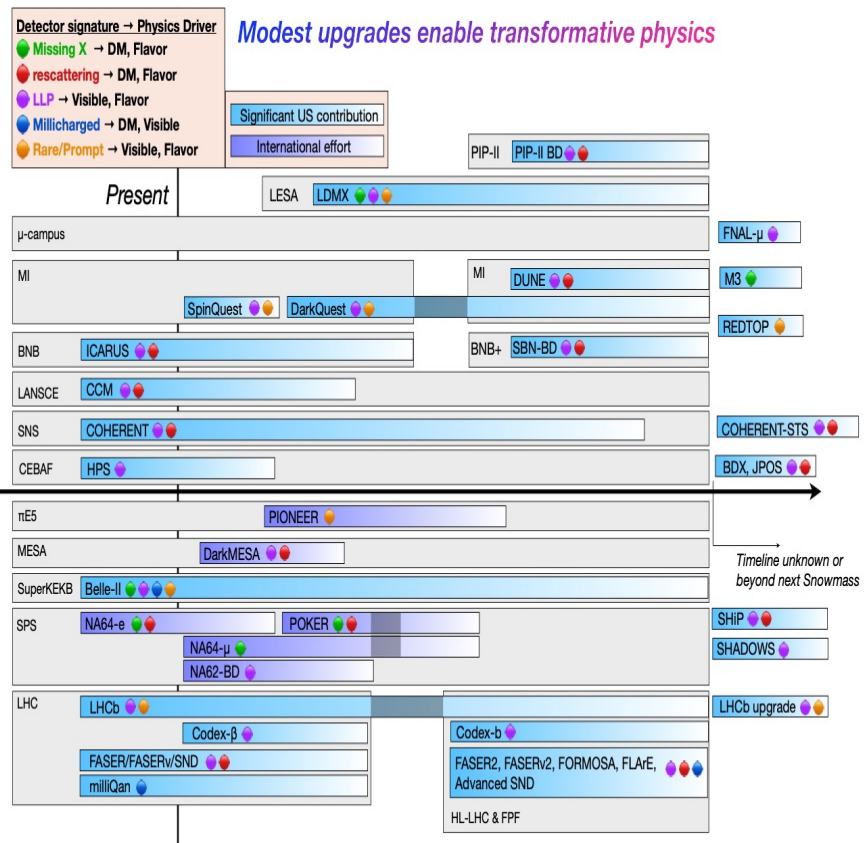 Modest upgrades enable transformative physics
Detector signature → Physics Driver
Missing X → DM, Flavor
rescattering → DM, Flavor
LLP → Visible, Flavor
Millicharged → DM, Visible
Rare/Prompt → Visible, Flavor
Significant US contribution
International effort
Present
PIP-II
PIP-II BD
LESA
LDMX
μ-campus
FNAL-μ
MI
SpinQuest
DarkQuest
MI
DUNE
M3
REDTOP
BNB
ICARUS
BNB+
SBN-BD
LANSCE
CCM
SNS
COHERENT
COHERENT-STS
CEBAF
HPS
BDX, JPOS
πE5
PIONEER
MESA
DarkMESA
Timeline unknown or
beyond next Snowmass
SuperKEKB
Belle-II
SPS
NA64-e
POKER
NA64-μ
NA62-BD
SHiP
SHADOWS
LHC
LHCb
LHCb upgrade
Codex-β
Codex-b
FASER/FASERν/SND
milliQan
FASER2, FASERν2, FORMOSA, FLArE,
Advanced SND
HL-LHC & FPF